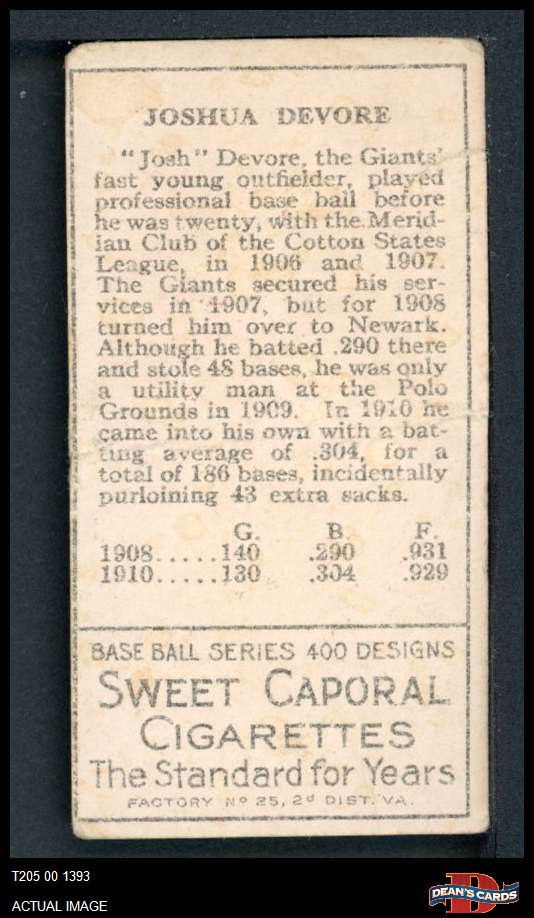 JOSHUA DEVORE
"Josh" Devore, the Giants'
fast young outfielder, played
professional base ball before
he was twenty, with the Merid-
ian Club of the Cotton States
League, in 1906 and 1907.
The Giants secured his ser-
vices in 1907, but for 1908
turned him over to Newark.
Although he batted .290 there
and stole 48 bases, he was only
a utility man at the Polo
Grounds in 1909. In 1910 he
came into his own with a bat-
ting average of .304, for a
total of 186 bases, incidentally
purloining 43 extra sacks.
G. B. F.
1908.....140 .290 .931
1910.....130 .304 .929
BASE BALL SERIES 400 DESIGNS
SWEET CAPORAL
CIGARETTES
The Standard for Years
FACTORY Nº 25, 2d DIST. VA.
T205 00 1393
ACTUAL IMAGE
D
DEAN'S CARDS